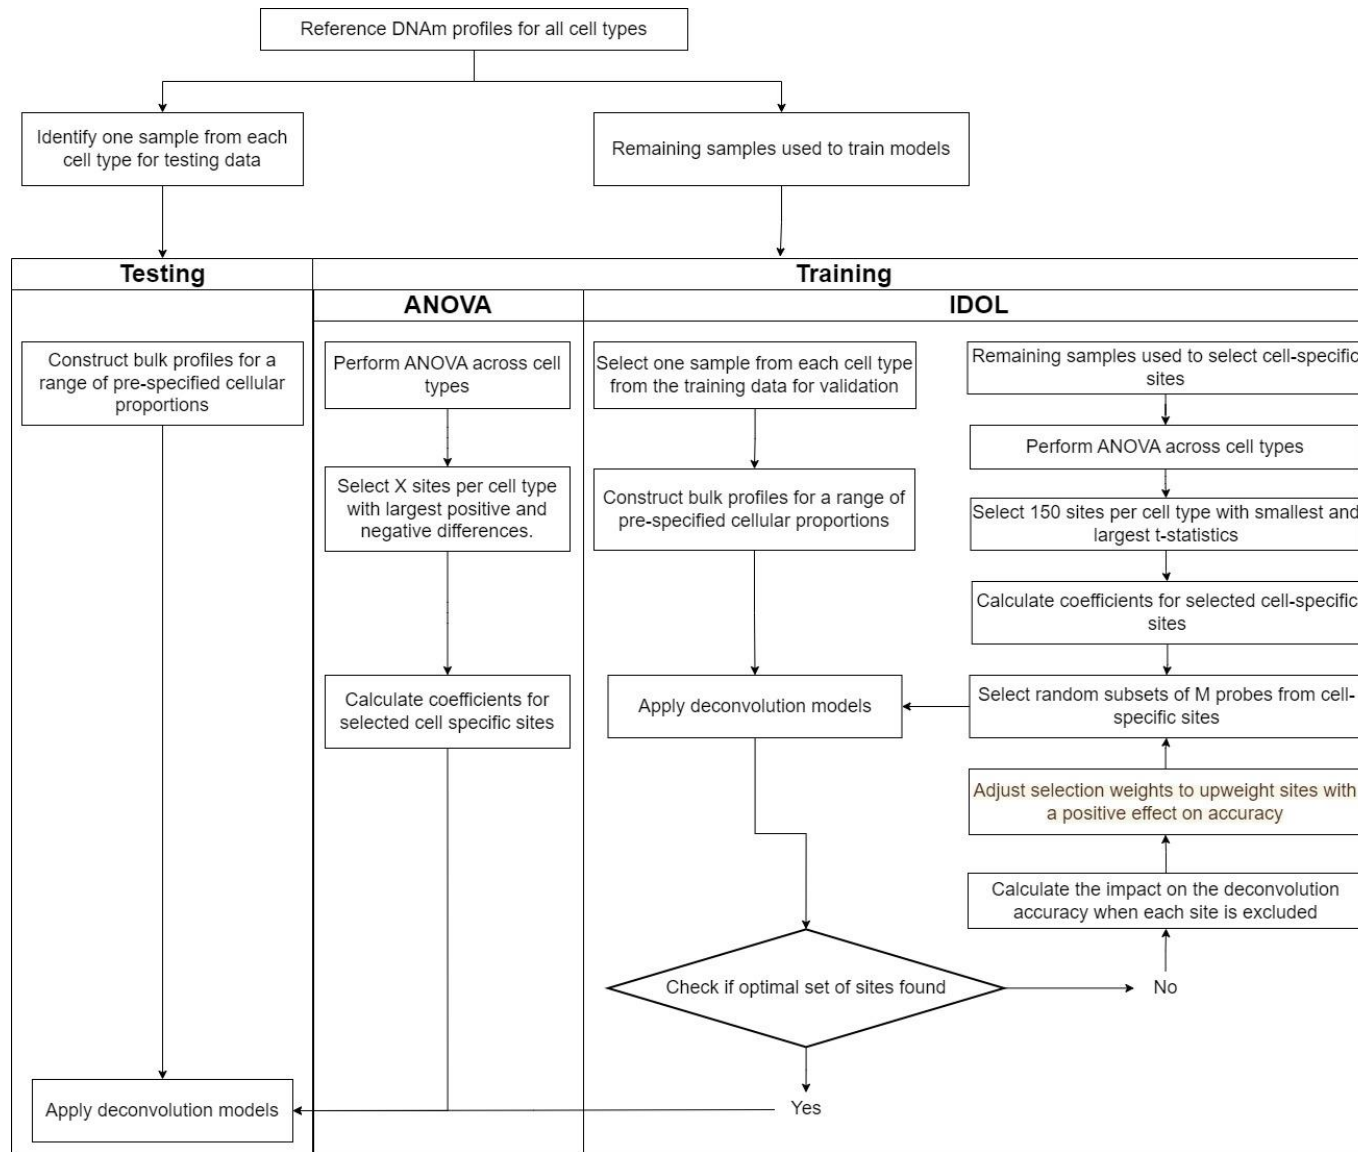 Reference DNAm profiles for all cell types
Identify one sample from each
cell type for testing data
Remaining samples used to train models
Testing
Training
ANOVA
IDOL
Construct bulk profiles for a
range of pre-specified cellular
proportions
Perform ANOVA across cell
types
Select X sites per cell type
with largest positive and
negative differences.
Calculate coefficients for
selected cell specific sites
Select one sample from each cell type
from the training data for validation
Construct bulk profiles for a range of
pre-specified cellular proportions
Apply deconvolution models
Remaining samples used to select cell-specific
sites
Perform ANOVA across cell types
Select 150 sites per cell type with smallest and
largest t-statistics
Calculate coefficients for selected cell-specific
sites
Select random subsets of M probes from cell-
specific sites
Adjust selection weights to upweight sites with
a positive effect on accuracy
Calculate the impact on the deconvolution
accuracy when each site is excluded
Check if optimal set of sites found
No
Yes
Apply deconvolution models